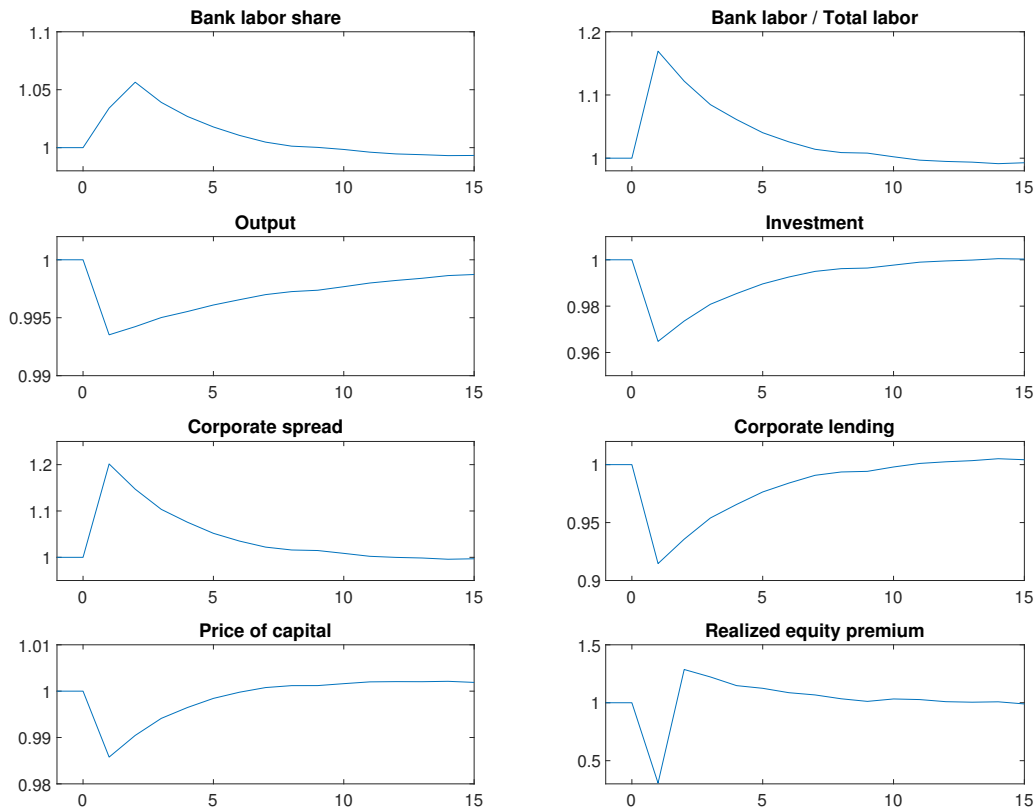 Bank labor share
1.1
1.05
1
0 5 10 15
Bank labor / Total labor
1.2
1.1
1
0 5 10 15
Output
1
0.995
0.99
0 5 10 15
Investment
1
0.98
0.96
0 5 10 15
Corporate spread
1.2
1.1
1
0 5 10 15
Corporate lending
1
0.95
0.9
0 5 10 15
Price of capital
1.01
1
0.99
0.98
0 5 10 15
Realized equity premium
1.5
1
0.5
0 5 10 15